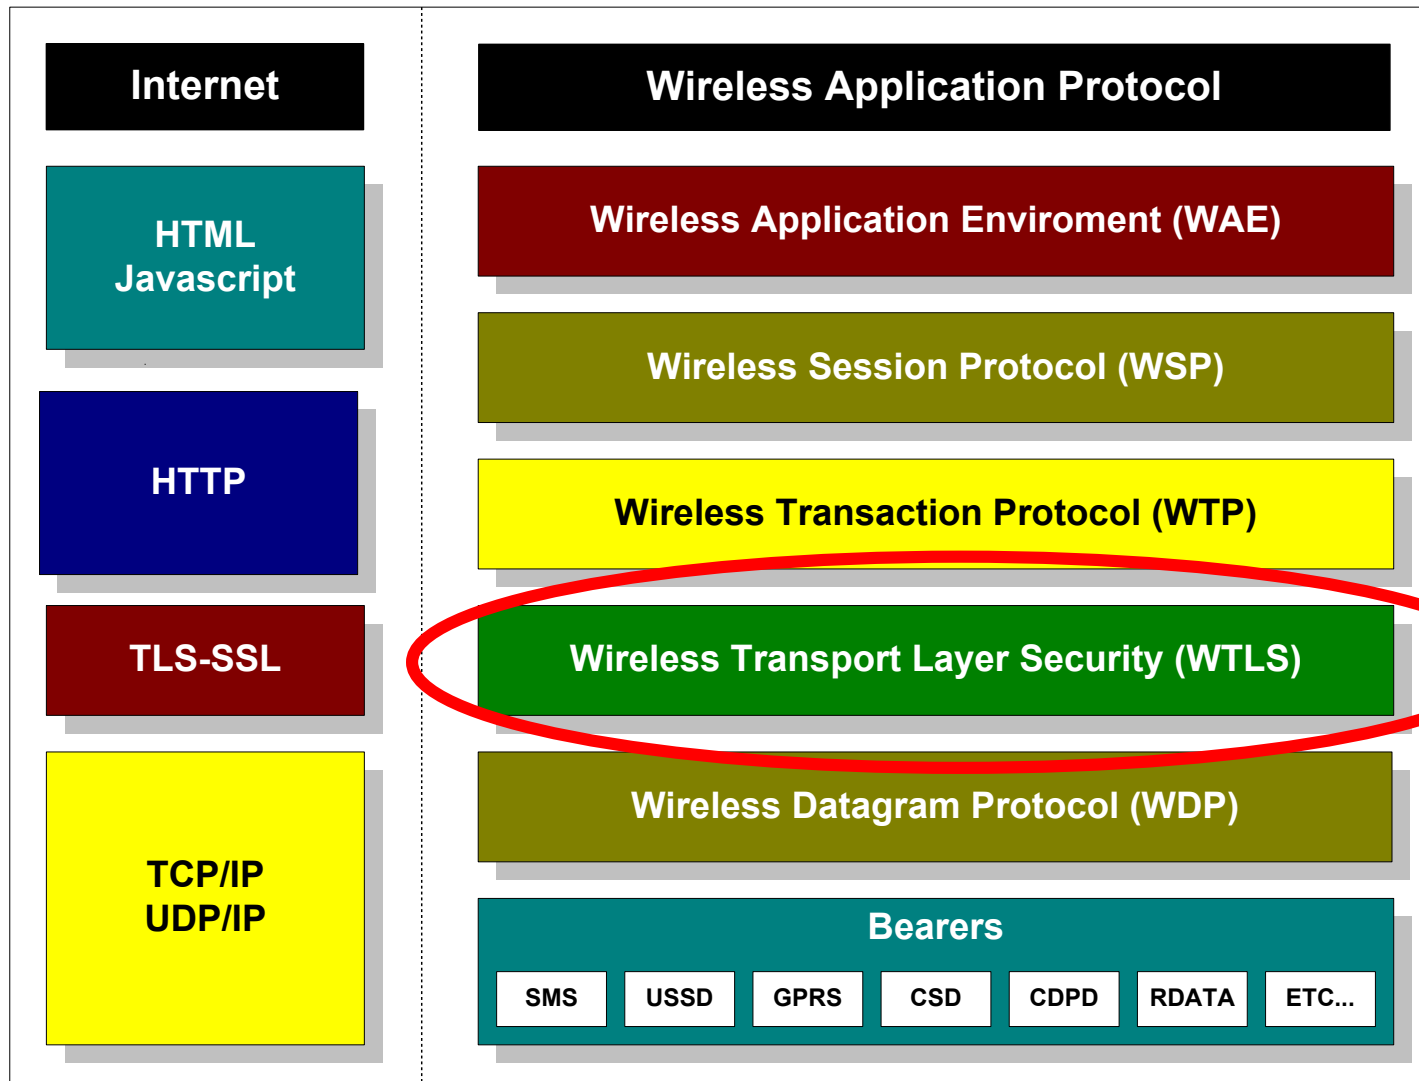 Internet
Wireless Application Protocol
HTML
Javascript
HTTP
TLS-SSL
TCP/IP
UDP/IP
Wireless Application Enviroment (WAE)
Wireless Session Protocol (WSP)
Wireless Transaction Protocol (WTP)
Wireless Transport Layer Security (WTLS)
Wireless Datagram Protocol (WDP)
Bearers
SMS
USSD
GPRS
CSD
CDPD
RDATA
ETC...